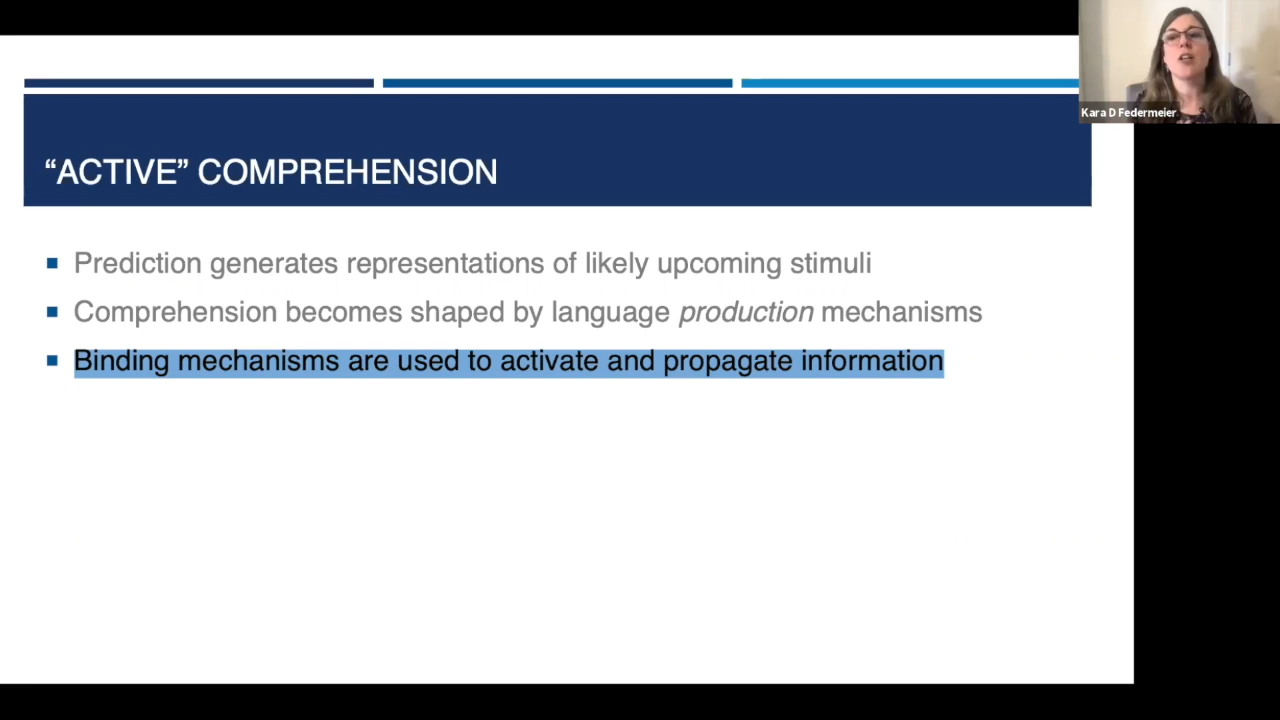 Kara D Federmeier
“ACTIVE” COMPREHENSION
Prediction generates representations of likely upcoming stimuli
Comprehension becomes shaped by language production mechanisms
Binding mechanisms are used to activate and propagate information